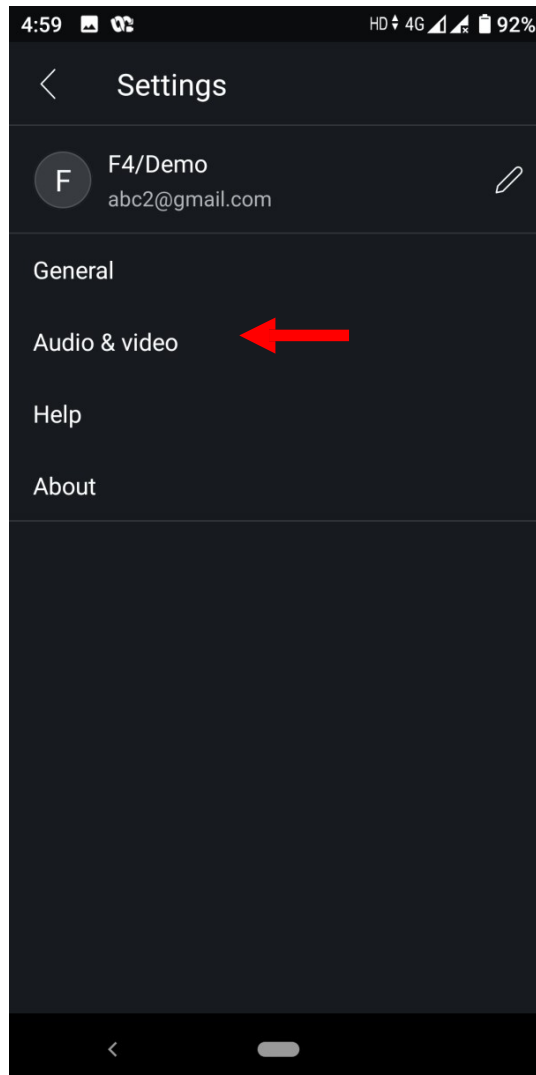 4:59 HD 4G 92%
Settings
F
F4/Demo
abc2@gmail.com
General
Audio & video
Help
About